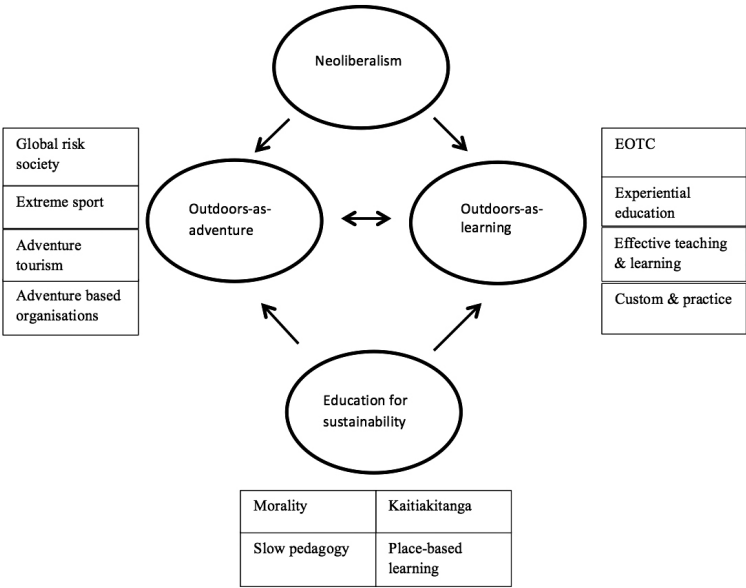 Neoliberalism
Global risk
society
Extreme sport
Adventure
tourism
Adventure based
organisations
Outdoors-as-
adventure
Outdoors-as-
learning
EOTC
Experiential
education
Effective teaching
& learning
Custom & practice
Education for
sustainability
Morality
Kaitiakitanga
Slow pedagogy
Place-based
learning